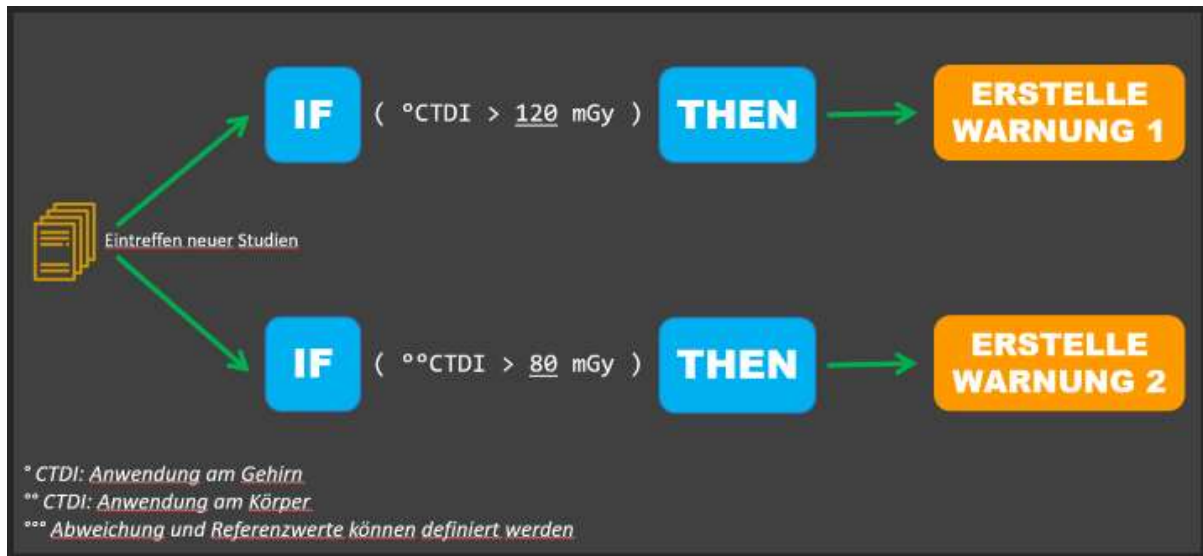 IF ( °CTDI > 120 mGy ) THEN
ERSTELLE
WARNUNG 1
Eintreffen neuer Studien
IF ( °°CTDI > 80 mGy ) THEN
ERSTELLE
WARNUNG 2
° CTDI: Anwendung am Gehirn
°° CTDI: Anwendung am Körper
°°° Abweichung und Referenzwerte können definiert werden